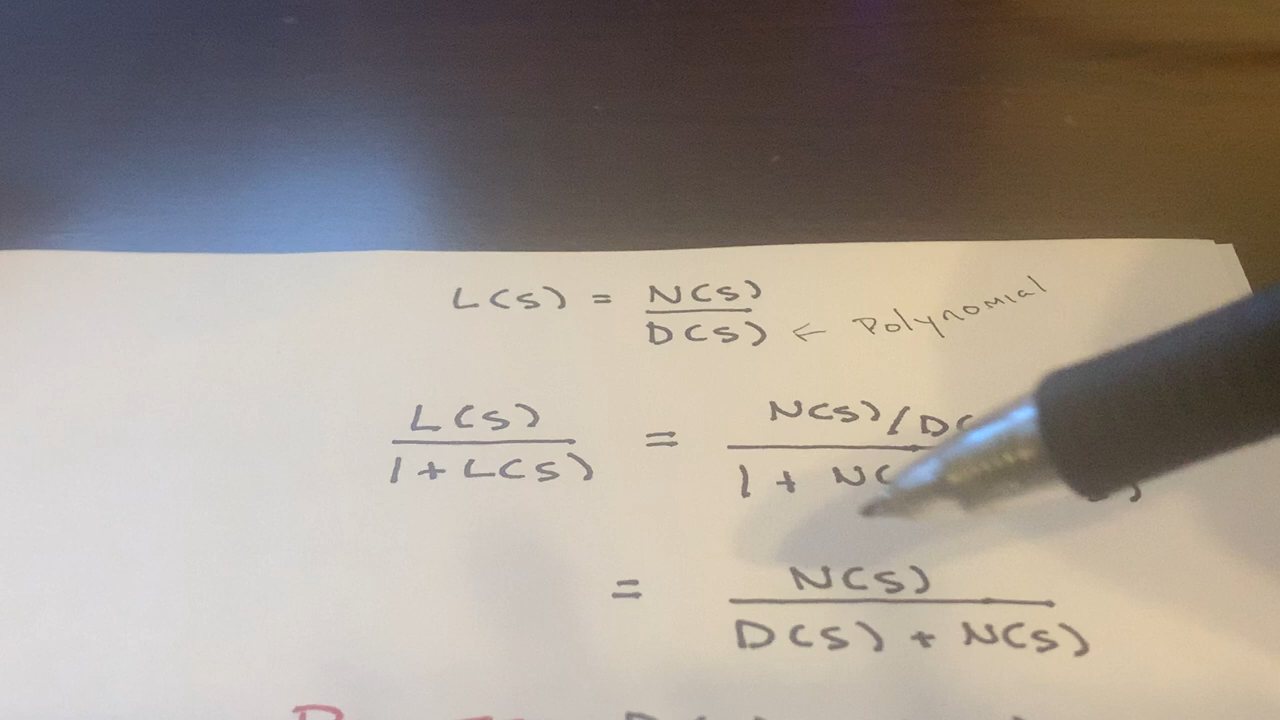 L(s) = N(s)
D(s) ← Polynomial
L(s) = N(s)/D(
1 + L(s) 1 + N(
= N(s)
D(s) + N(s)